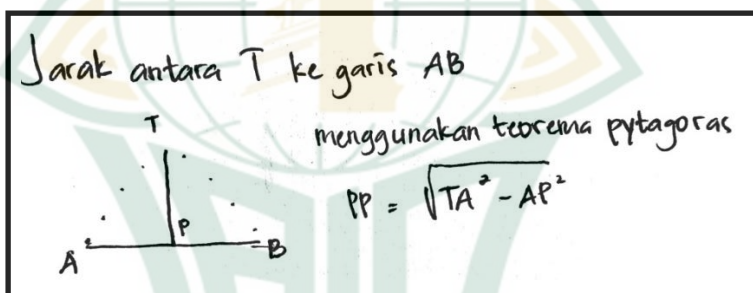 Jarak antara T ke garis AB
menggunakan teorema pytagoras
PP = √TA² - AP²
T
P
A
B